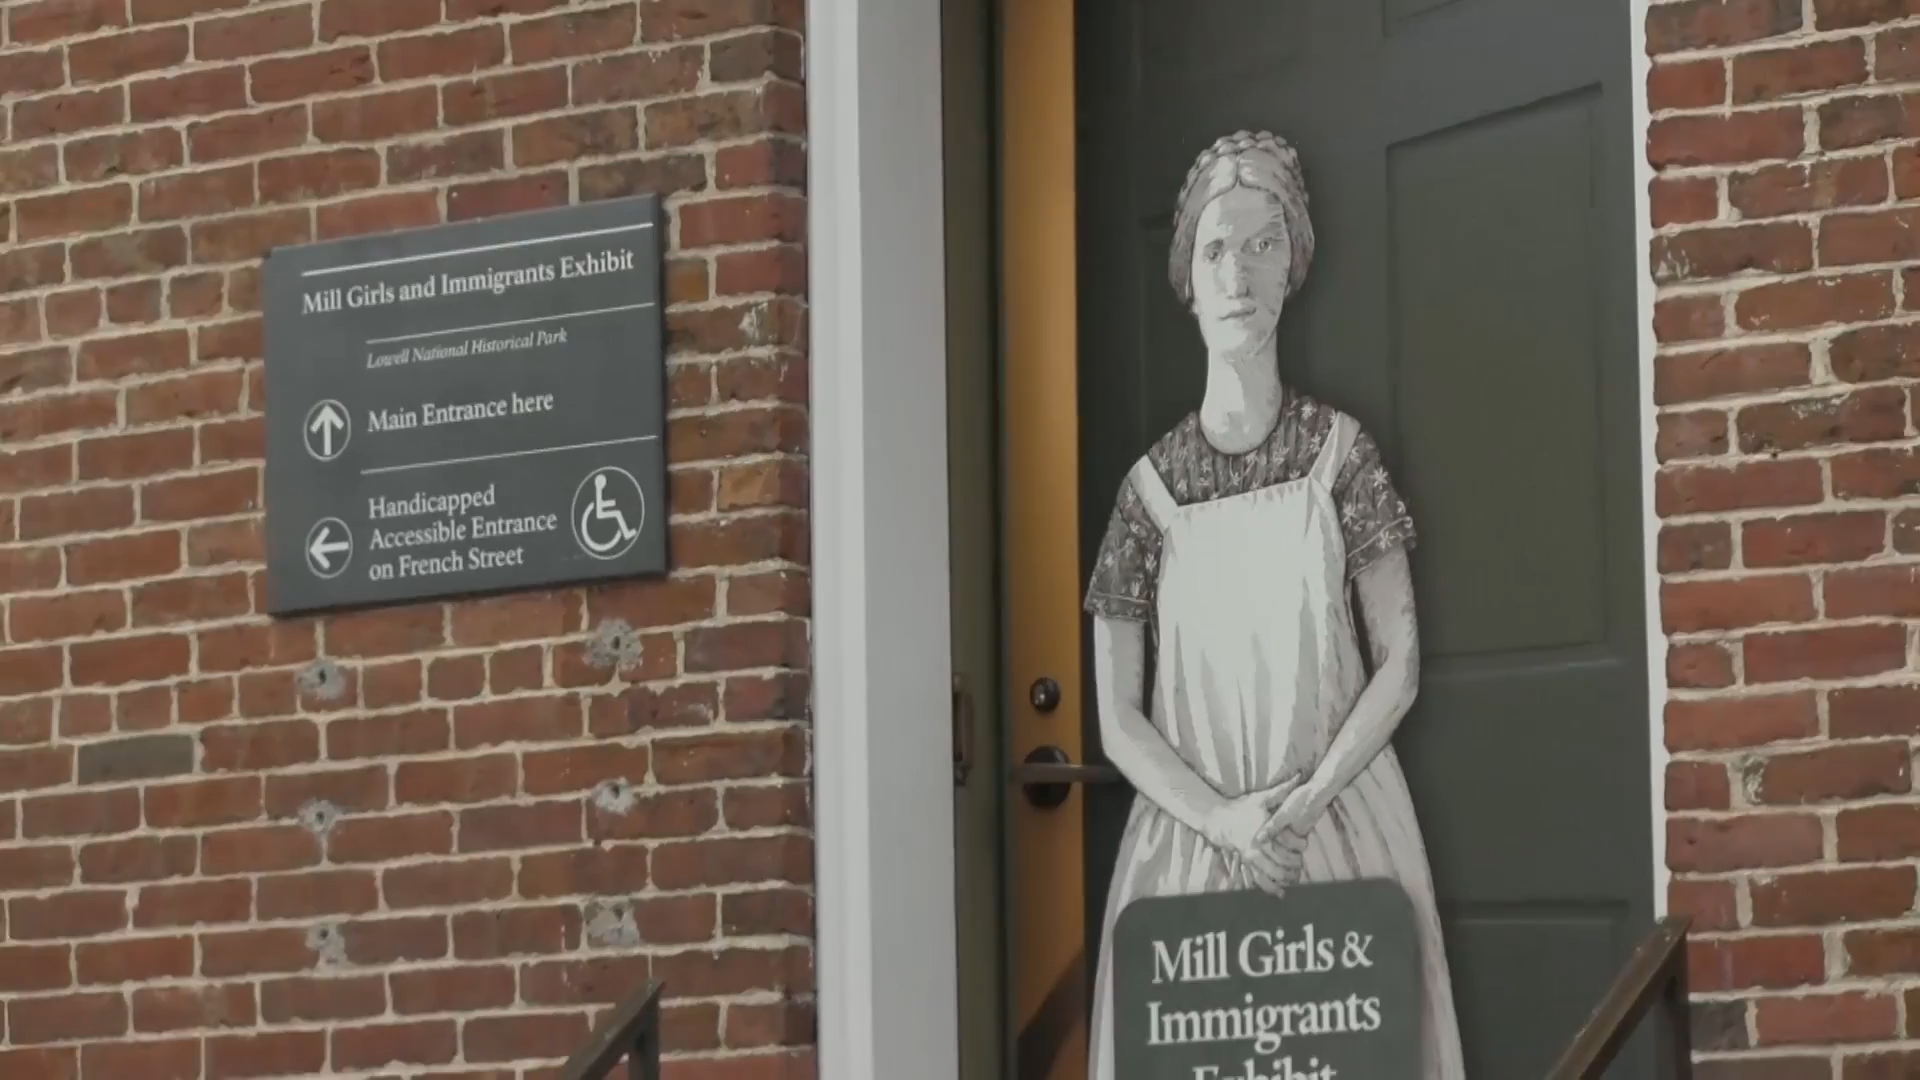 Mill Girls and Immigrants Exhibit
Lowell National Historical Park
Main Entrance here
Handicapped
Accessible Entrance
on French Street
Mill Girls &
Immigrants
Exhibit